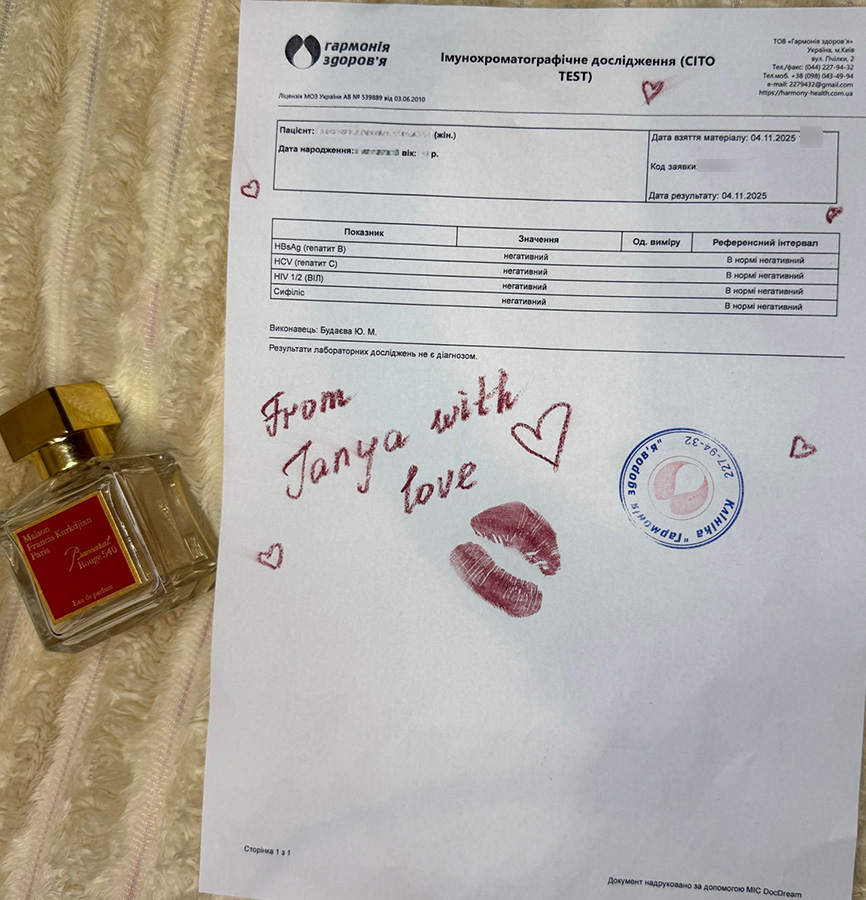 гармонія
здоров'я
Імунохроматографічне дослідження (CITO
TEST)
ТОВ «Гармонія здоров'я»
Україна, м.Київ
вул. Пчілки, 2
Тел./факс: (044) 227-94-32
Тел.моб. +38 (098) 043-49-94
e-mail: 2279432@gmail.com
https://harmony-health.com.ua
Ліцензія МОЗ України АВ № 539889 від 03.06.2010
Пацієнт: (жін.)
Дата народження: вік: р.
Дата взяття матеріалу: 04.11.2025
Код заявки
Дата результату: 04.11.2025
Показник Значення Од. виміру Референсний інтервал
HBsAg (гепатит В) негативний В нормі негативний
HCV (гепатит С) негативний В нормі негативний
HIV 1/2 (ВІЛ) негативний В нормі негативний
Сифіліс негативний В нормі негативний
Виконавець: Будаєва Ю. М.
Результати лабораторних досліджень не є діагнозом.
From
Tanya with
love
Клініка "Гармонія здоров'я" 227-94-32
Maison
Francis Kurkdjian
Paris
Baccarat
Rouge 540
Eau de parfum
Сторінка 1 з 1
Документ надруковано за допомогою МІС DocDream